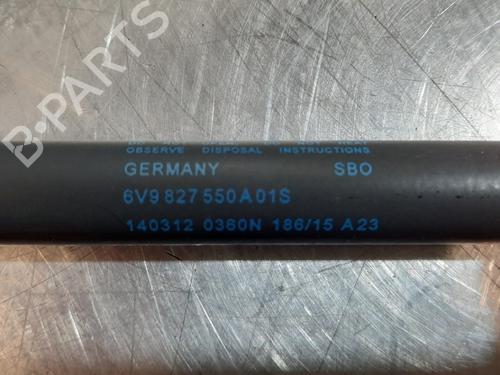 OBSERVE DISPOSAL INSTRUCTIONS
GERMANY SBO
6V9 827 550 A 01S
140312 0360N 186/15 A23
B-PARTS